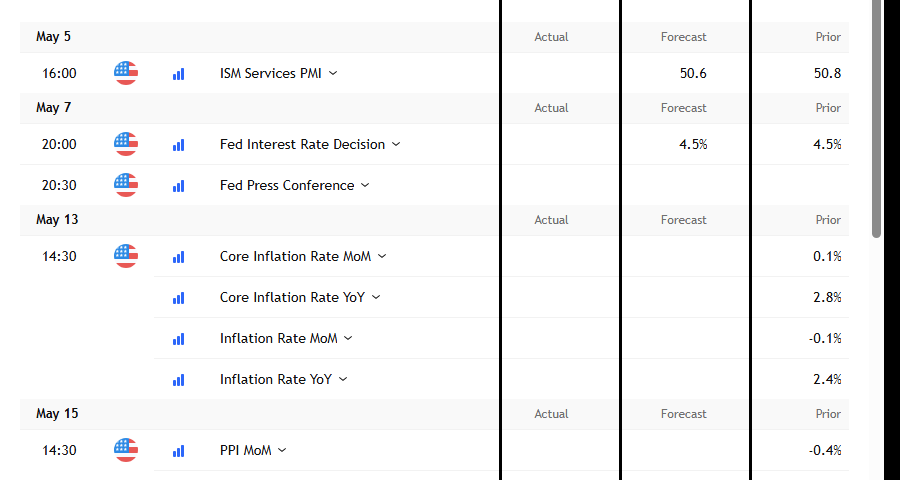 May 5 Actual Forecast Prior
16:00 ISM Services PMI 50.6 50.8
May 7 Actual Forecast Prior
20:00 Fed Interest Rate Decision 4.5% 4.5%
20:30 Fed Press Conference
May 13 Actual Forecast Prior
14:30 Core Inflation Rate MoM 0.1%
Core Inflation Rate YoY 2.8%
Inflation Rate MoM -0.1%
Inflation Rate YoY 2.4%
May 15 Actual Forecast Prior
14:30 PPI MoM -0.4%